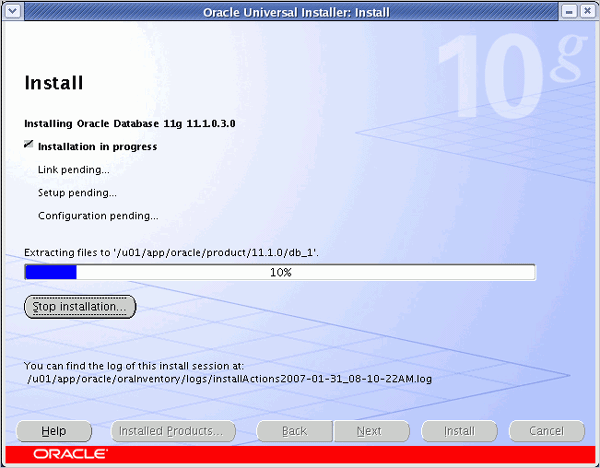 Oracle Universal Installer: Install
10g
Install
Installing Oracle Database 11g 11.1.0.3.0
Installation in progress
Link pending...
Setup pending...
Configuration pending...
Extracting files to '/u01/app/oracle/product/11.1.0/db_1'.
10%
Stop installation...
You can find the log of this install session at:
/u01/app/oracle/oraInventory/logs/installActions2007-01-31_08-10-22AM.log
Help Installed Products... Back Next Install Cancel
ORACLE